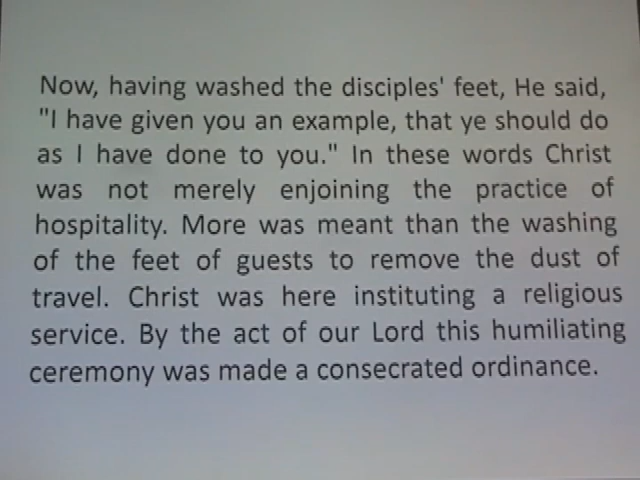 Now, having washed the disciples' feet, He said,
"I have given you an example, that ye should do
as I have done to you." In these words Christ
was not merely enjoining the practice of
hospitality. More was meant than the washing
of the feet of guests to remove the dust of
travel. Christ was here instituting a religious
service. By the act of our Lord this humiliating
ceremony was made a consecrated ordinance.